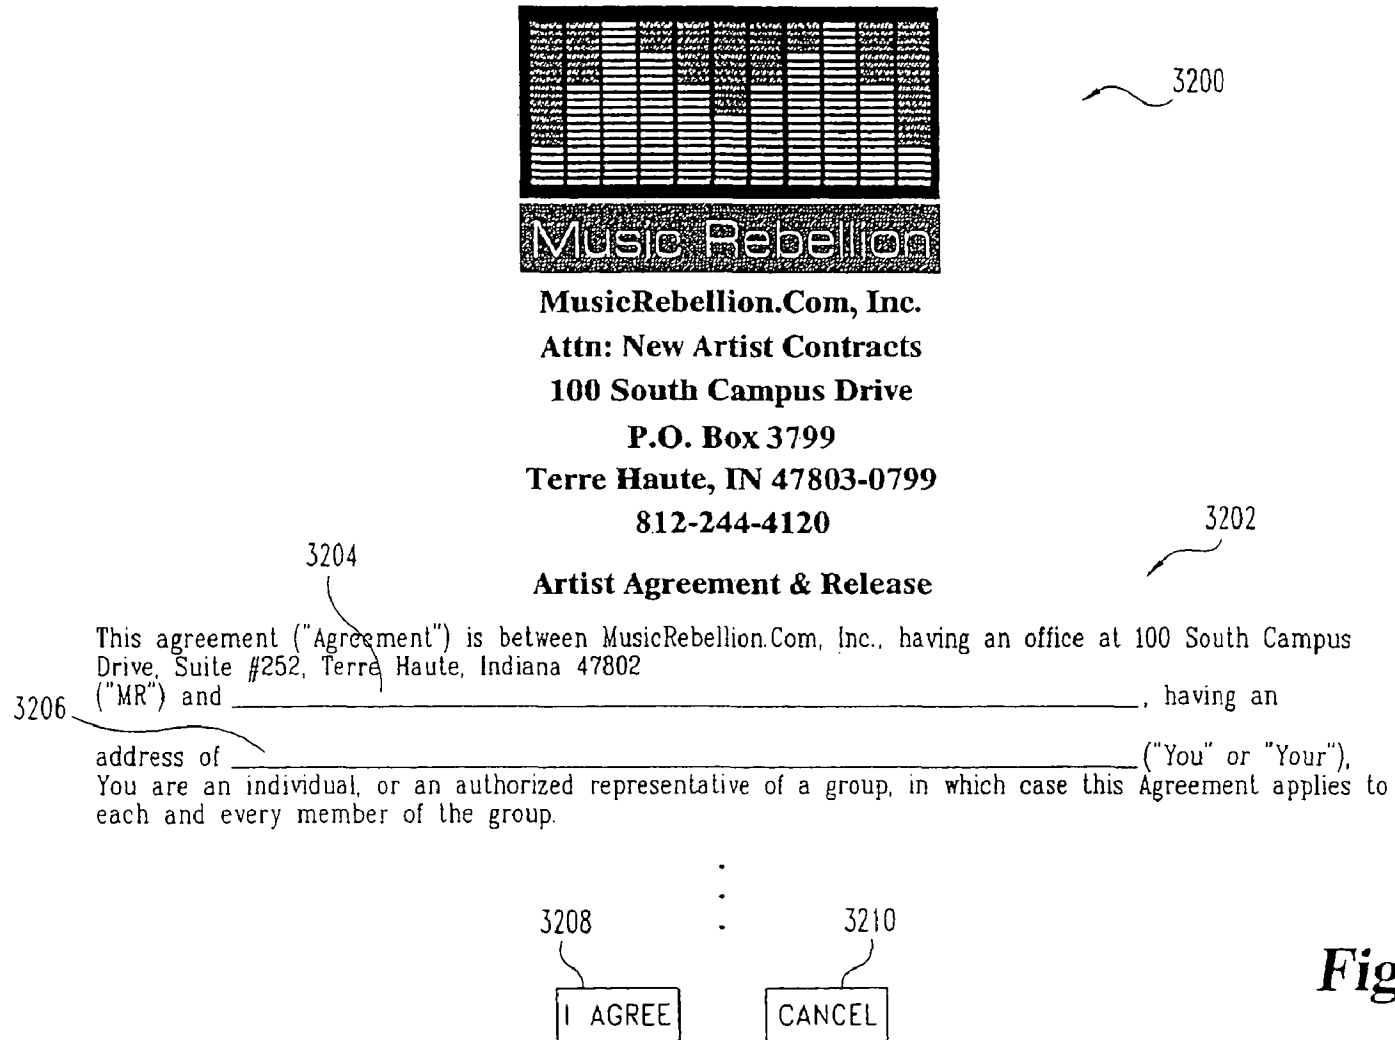 3200
Music Rebellion
MusicRebellion.Com, Inc.
Attn: New Artist Contracts
100 South Campus Drive
P.O. Box 3799
Terre Haute, IN 47803-0799
812-244-4120
3202
3204
Artist Agreement & Release
This agreement ("Agreement") is between MusicRebellion.Com, Inc., having an office at 100 South Campus
Drive, Suite #252, Terre Haute, Indiana 47802
("MR") and , having an
3206
address of ("You" or "Your"),
You are an individual, or an authorized representative of a group, in which case this Agreement applies to
each and every member of the group.
3208
3210
I AGREE
CANCEL
Fig